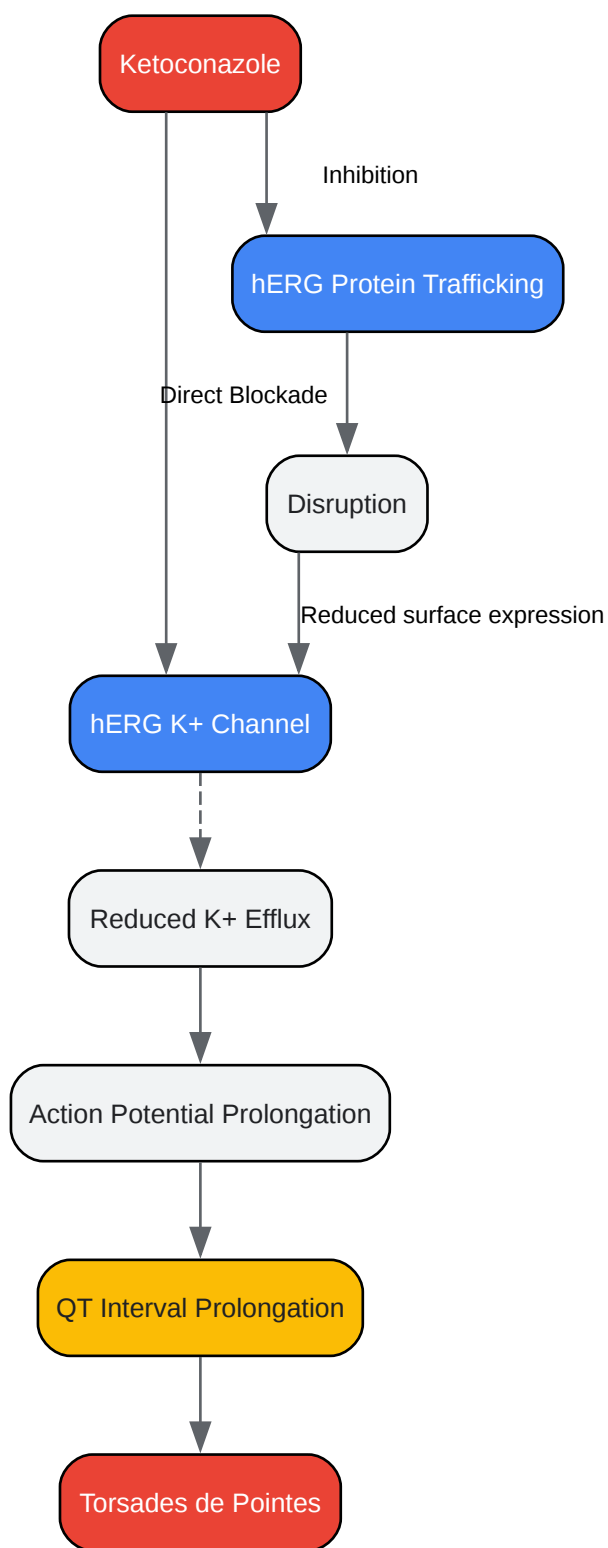 Ketoconazole
Inhibition
hERG Protein Trafficking
Direct Blockade
Disruption
Reduced surface expression
hERG K+ Channel
Reduced K+ Efflux
Action Potential Prolongation
QT Interval Prolongation
Torsades de Pointes